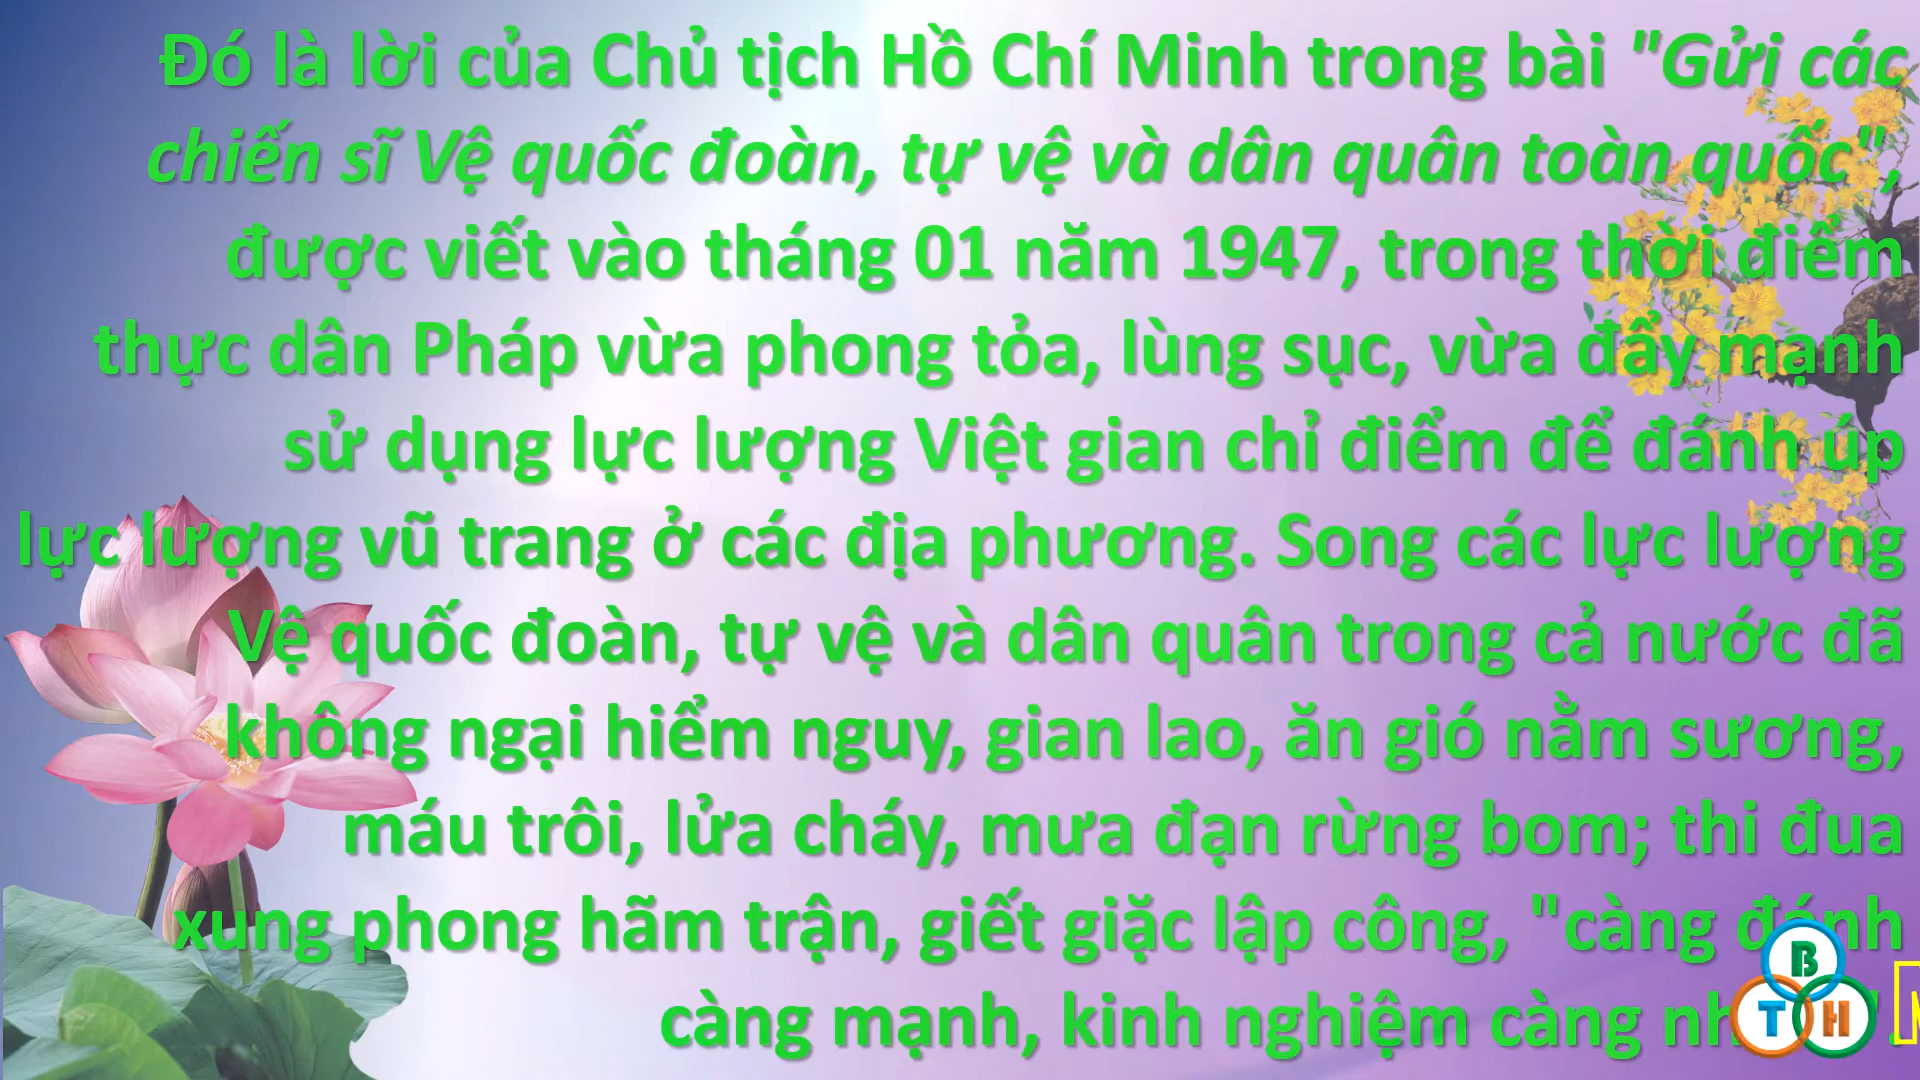 Đó là lời của Chủ tịch Hồ Chí Minh trong bài "Gửi các
chiến sĩ Vệ quốc đoàn, tự vệ và dân quân toàn quốc",
được viết vào tháng 01 năm 1947, trong thời điểm
thực dân Pháp vừa phong tỏa, lùng sục, vừa đẩy mạnh
sử dụng lực lượng Việt gian chỉ điểm để đánh úp
lực lượng vũ trang ở các địa phương. Song các lực lượng
Vệ quốc đoàn, tự vệ và dân quân trong cả nước đã
không ngại hiểm nguy, gian lao, ăn gió nằm sương,
máu trôi, lửa cháy, mưa đạn rừng bom; thi đua
xung phong hãm trận, giết giặc lập công, "càng đánh
càng mạnh, kinh nghiệm càng
B
T H